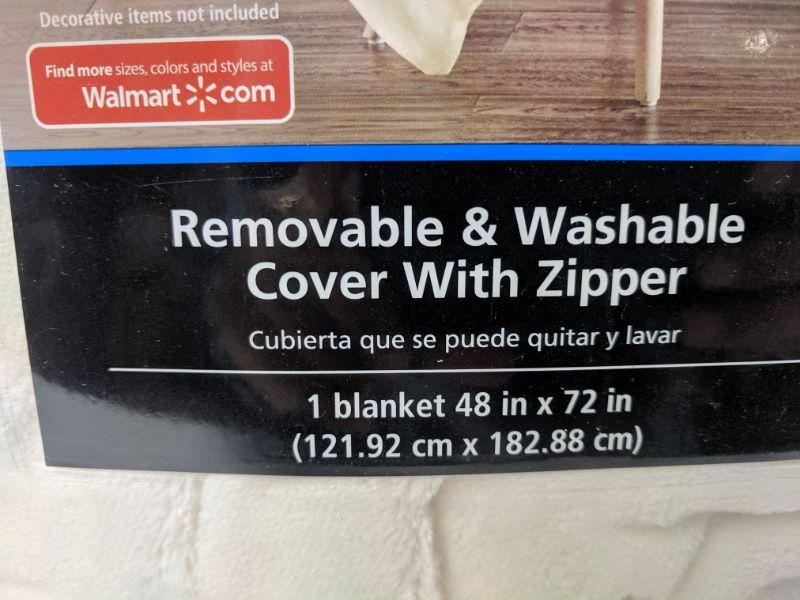 Decorative items not included
Find more sizes, colors and styles at
Walmart com
Removable & Washable
Cover With Zipper
Cubierta que se puede quitar y lavar
1 blanket 48 in x 72 in
(121.92 cm x 182.88 cm)